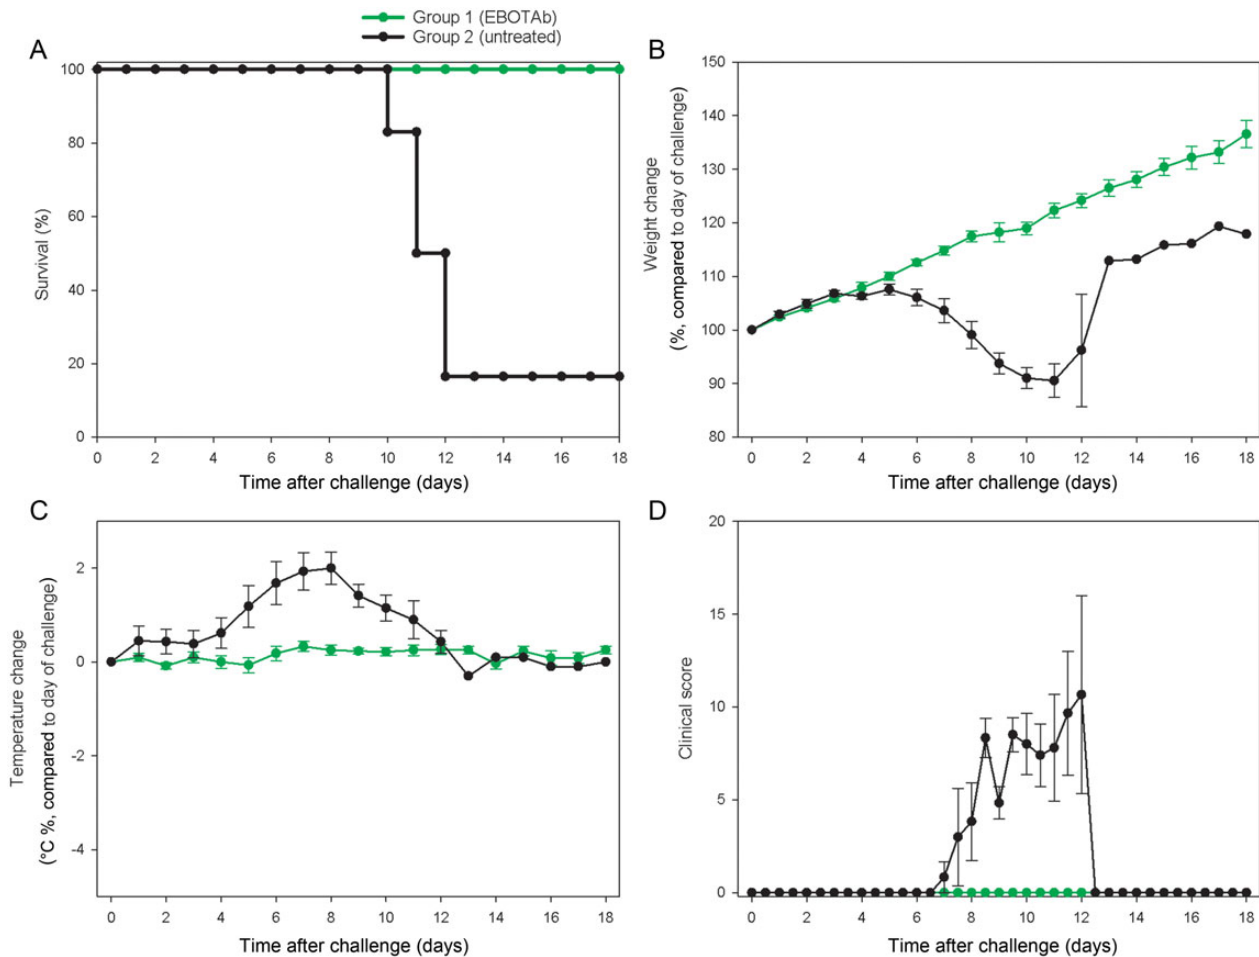 Group 1 (EBOTAb)
Group 2 (untreated)
A
100
80
60
40
20
0
Survival (%)
0 2 4 6 8 10 12 14 16 18
Time after challenge (days)
B
150
140
130
120
110
100
90
80
Weight change
(%, compared to day of challenge)
0 2 4 6 8 10 12 14 16 18
Time after challenge (days)
C
2
0
-2
-4
Temperature change
(°C %, compared to day of challenge)
0 2 4 6 8 10 12 14 16 18
Time after challenge (days)
D
20
15
10
5
0
Clinical score
0 2 4 6 8 10 12 14 16 18
Time after challenge (days)